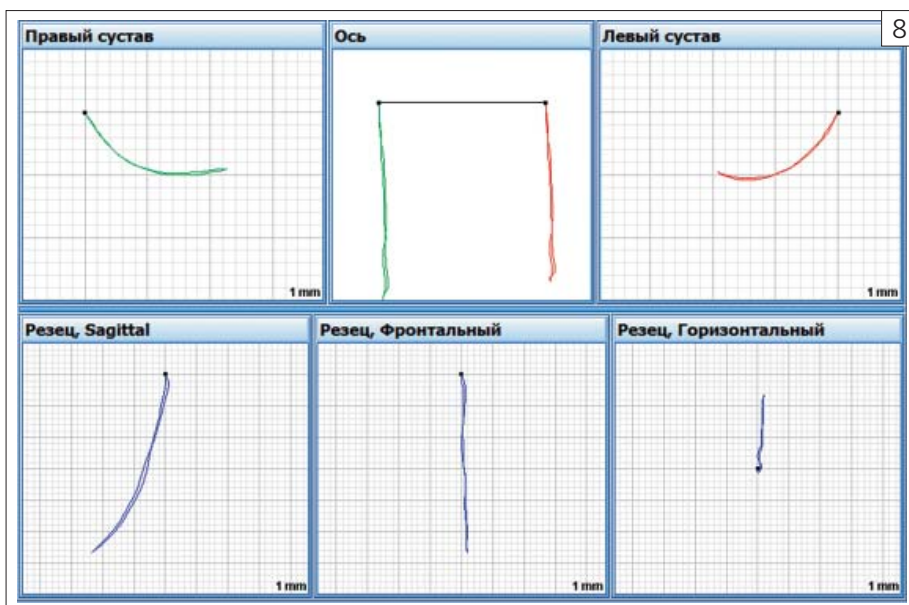 8
Правый сустав
Ось
Левый сустав
1 mm
1 mm
Резец, Sagittal
Резец, Фронтальный
Резец, Горизонтальный
1 mm
1 mm
1 mm